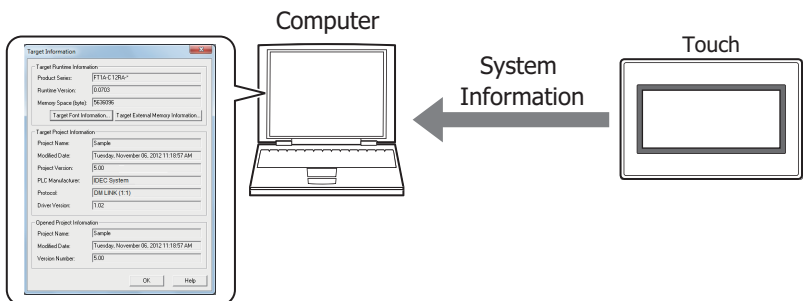 Computer
Touch
System
Information
Target Information
Target Runtime Information
Product Series: FT1A-C12RA-*
Runtime Version: 0.0703
Memory Space (byte): 5636096
Target Font Information... Target External Memory Information...
Target Project Information
Project Name: Sample
Modified Date: Tuesday, November 06, 2012 11:18:57 AM
Project Version: 5.00
PLC Manufacturer: IDEC System
Protocol: DM LINK (1:1)
Driver Version: 1.02
Opened Project Information
Project Name: Sample
Modified Date: Tuesday, November 06, 2012 11:18:57 AM
Version Number: 5.00
OK Help